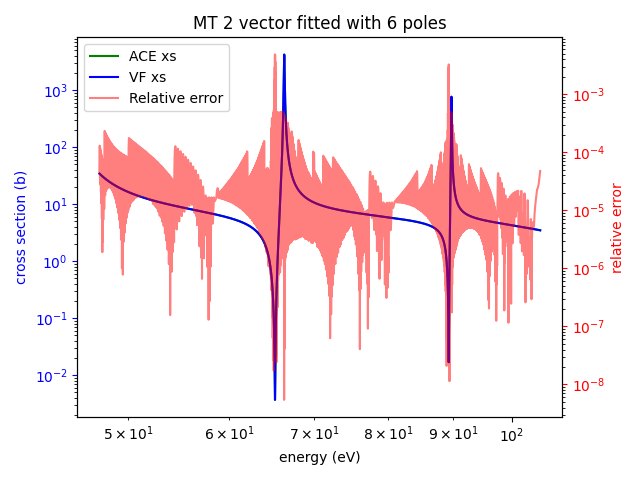 MT 2 vector fitted with 6 poles
ACE xs
VF xs
Relative error
cross section (b)
10³
10²
10¹
10⁰
10⁻¹
10⁻²
relative error
10⁻³
10⁻⁴
10⁻⁵
10⁻⁶
10⁻⁷
10⁻⁸
5 × 10¹ 6 × 10¹ 7 × 10¹ 8 × 10¹ 9 × 10¹ 10²
energy (eV)